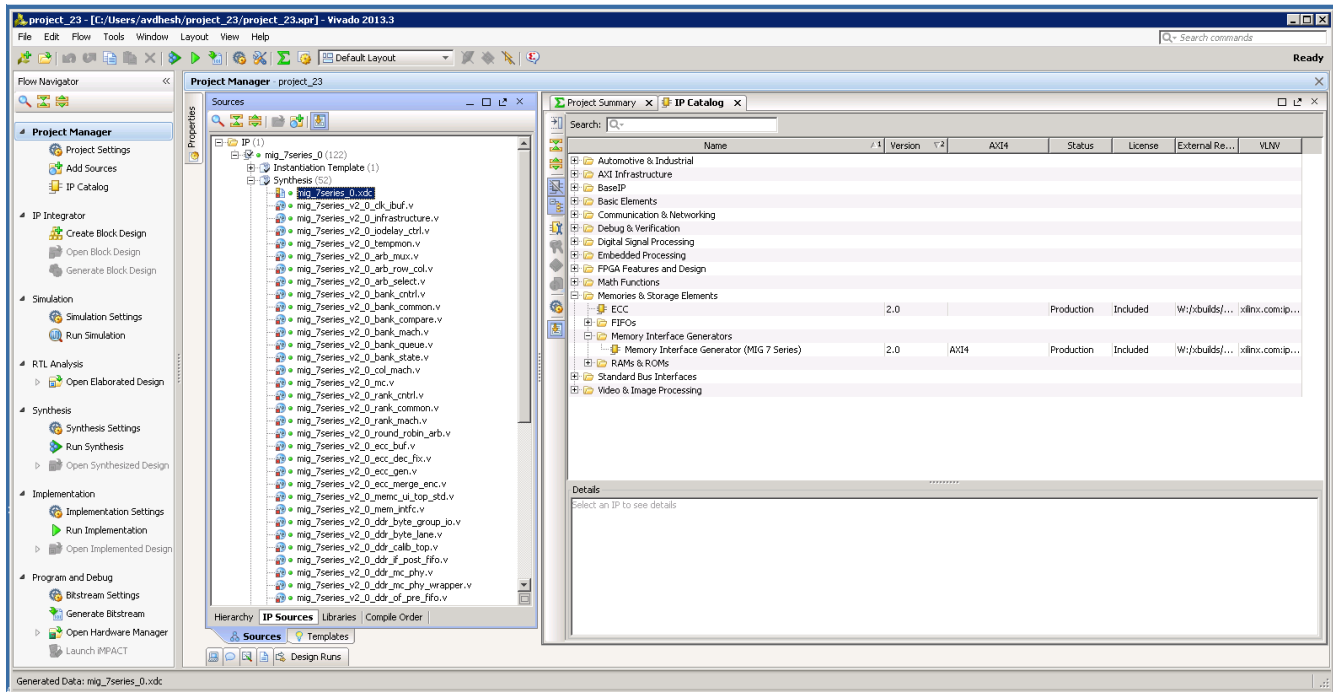 project_23 - [C:/Users/avdhesh/project_23/project_23.xpr] - Vivado 2013.3
File Edit Flow Tools Window Layout View Help
Search commands
Default Layout
Ready
Flow Navigator
Project Manager - project_23
Project Manager
Project Settings
Add Sources
IP Catalog
IP Integrator
Create Block Design
Open Block Design
Generate Block Design
Simulation
Simulation Settings
Run Simulation
RTL Analysis
Open Elaborated Design
Synthesis
Synthesis Settings
Run Synthesis
Open Synthesized Design
Implementation
Implementation Settings
Run Implementation
Open Implemented Design
Program and Debug
Bitstream Settings
Generate Bitstream
Open Hardware Manager
Launch iMPACT
Properties
Sources
IP (1)
mig_7series_0 (122)
Instantiation Template (1)
Synthesis (52)
mig_7series_0.xdc
mig_7series_v2_0_clk_ibuf.v
mig_7series_v2_0_infrastructure.v
mig_7series_v2_0_iodelay_ctrl.v
mig_7series_v2_0_tempmon.v
mig_7series_v2_0_arb_mux.v
mig_7series_v2_0_arb_row_col.v
mig_7series_v2_0_arb_select.v
mig_7series_v2_0_bank_cntrl.v
mig_7series_v2_0_bank_common.v
mig_7series_v2_0_bank_compare.v
mig_7series_v2_0_bank_mach.v
mig_7series_v2_0_bank_queue.v
mig_7series_v2_0_bank_state.v
mig_7series_v2_0_col_mach.v
mig_7series_v2_0_mc.v
mig_7series_v2_0_rank_cntrl.v
mig_7series_v2_0_rank_common.v
mig_7series_v2_0_rank_mach.v
mig_7series_v2_0_round_robin_arb.v
mig_7series_v2_0_ecc_buf.v
mig_7series_v2_0_ecc_dec_fix.v
mig_7series_v2_0_ecc_gen.v
mig_7series_v2_0_ecc_merge_enc.v
mig_7series_v2_0_memc_ui_top_std.v
mig_7series_v2_0_mem_intfc.v
mig_7series_v2_0_ddr_byte_group_io.v
mig_7series_v2_0_ddr_byte_lane.v
mig_7series_v2_0_ddr_calib_top.v
mig_7series_v2_0_ddr_if_post_fifo.v
mig_7series_v2_0_ddr_mc_phy.v
mig_7series_v2_0_ddr_mc_phy_wrapper.v
mig_7series_v2_0_ddr_of_pre_fifo.v
Hierarchy IP Sources Libraries Compile Order
Sources Templates
Design Runs
Project Summary IP Catalog
Search:
Name 1 Version 2 AXI4 Status License External Re... VLNV
Automotive & Industrial
AXI Infrastructure
BaseIP
Basic Elements
Communication & Networking
Debug & Verification
Digital Signal Processing
Embedded Processing
FPGA Features and Design
Math Functions
Memories & Storage Elements
ECC 2.0 Production Included W:/xbuilds/... xilinx.com:ip...
FIFOs
Memory Interface Generators
Memory Interface Generator (MIG 7 Series) 2.0 AXI4 Production Included W:/xbuilds/... xilinx.com:ip...
RAMs & ROMs
Standard Bus Interfaces
Video & Image Processing
Details
Select an IP to see details
Generated Data: mig_7series_0.xdc